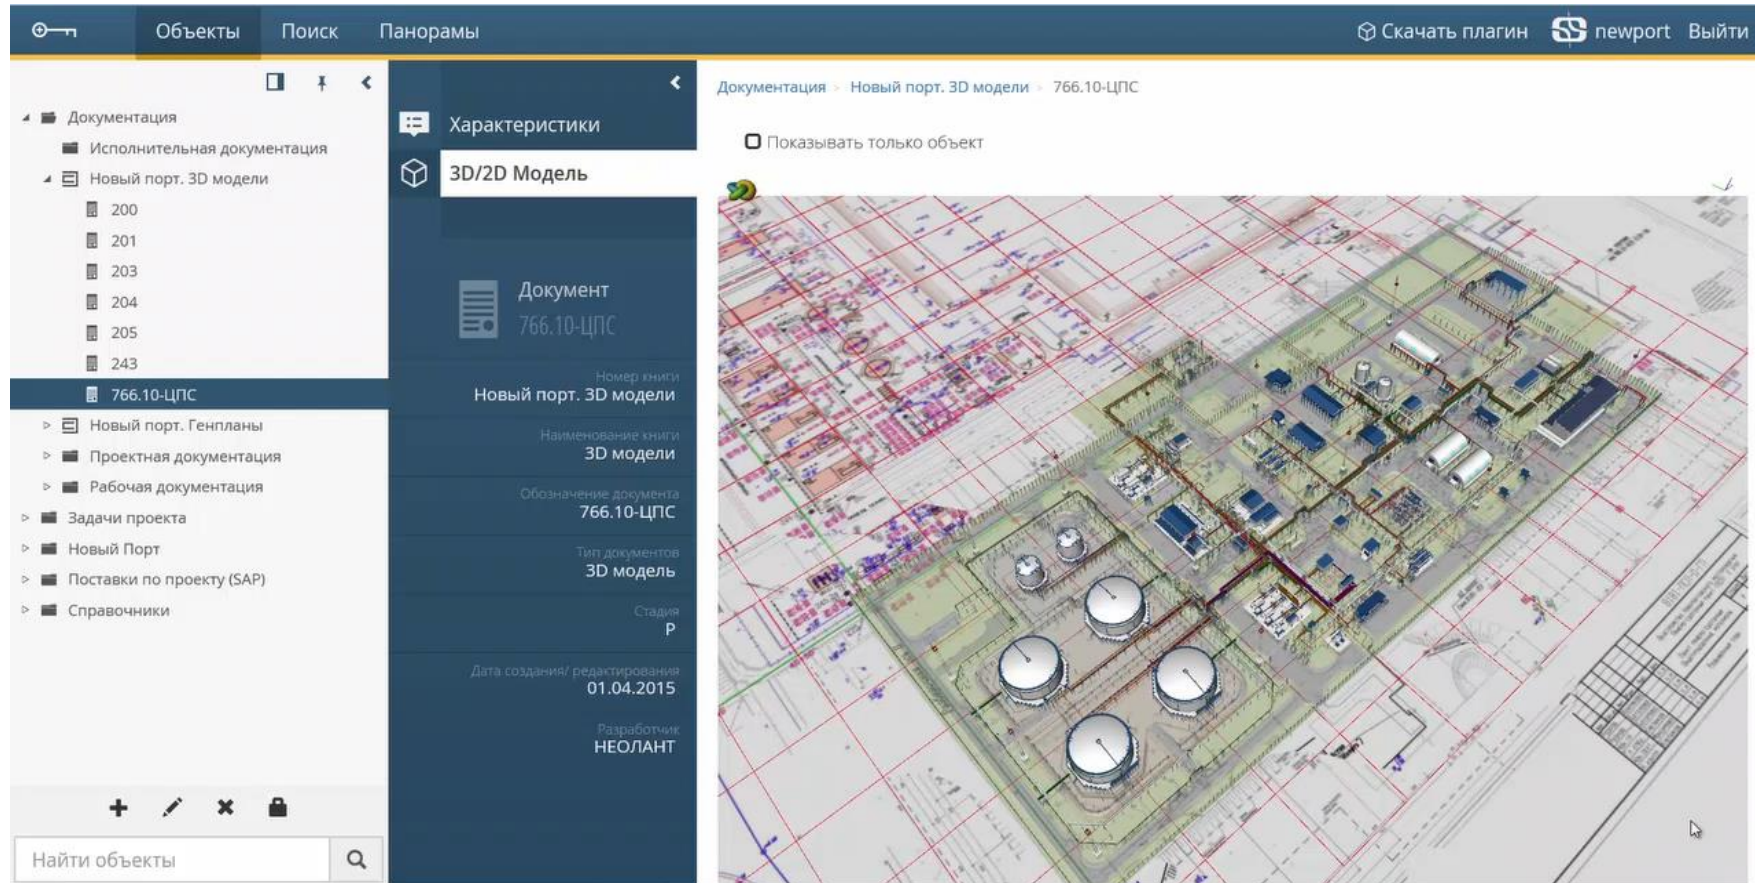 Объекты
Поиск
Панорамы
Скачать плагин
newport
Выйти
Документация
Исполнительная документация
Новый порт. 3D модели
200
201
203
204
205
243
766.10-ЦПС
Новый порт. Генпланы
Проектная документация
Рабочая документация
Задачи проекта
Новый Порт
Поставки по проекту (SAP)
Справочники
Найти объекты
Характеристики
3D/2D Модель
Документ
766.10-ЦПС
Номер книги
Новый порт. 3D модели
Наименование книги
3D модели
Обозначение документа
766.10-ЦПС
Тип документов
3D модель
Стадия
Р
Дата создания/ редактирования
01.04.2015
Разработчик
НЕОЛАНТ
Документация Новый порт. 3D модели 766.10-ЦПС
Показывать только объект